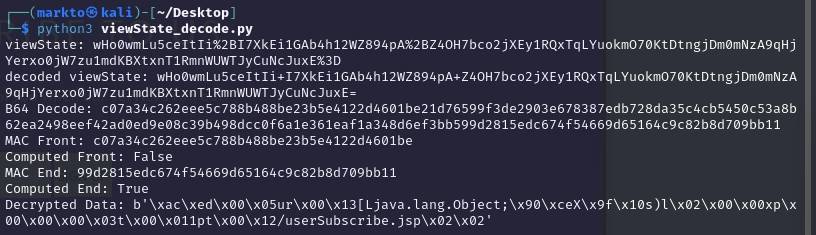 ┌──(markto㉿kali)-[~/Desktop]
└─$ python3 viewState_decode.py
viewState: wHo0wmLu5ceItIi%2BI7XkEi1GAb4h12WZ894pA%2BZ4OH7bco2jXEy1RQxTqLYuokmO70KtDtngjDm0mNzA9qHj
Yerxo0jW7zu1mdKBXtxnT1RmnWUWTJyCuNcJuxE%3D
decoded viewState: wHo0wmLu5ceItIi+I7XkEi1GAb4h12WZ894pA+Z4OH7bco2jXEy1RQxTqLYuokmO70KtDtngjDm0mNzA
9qHjYerxo0jW7zu1mdKBXtxnT1RmnWUWTJyCuNcJuxE=
B64 Decode: c07a34c262eee5c788b488be23b5e4122d4601be21d76599f3de2903e678387edb728da35c4cb5450c53a8b
62ea2498eef42ad0ed9e08c39b498dcc0f6a1e361eaf1a348d6ef3bb599d2815edc674f54669d65164c9c82b8d709bb11
MAC Front: c07a34c262eee5c788b488be23b5e4122d4601be
Computed Front: False
MAC End: 99d2815edc674f54669d65164c9c82b8d709bb11
Computed End: True
Decrypted Data: b'\xac\xed\x00\x05ur\x00\x13[Ljava.lang.Object;\x90\xceX\x9f\x10s)l\x02\x00\x00xp\x
00\x00\x00\x03t\x00\x011pt\x00\x12/userSubscribe.jsp\x02\x02'